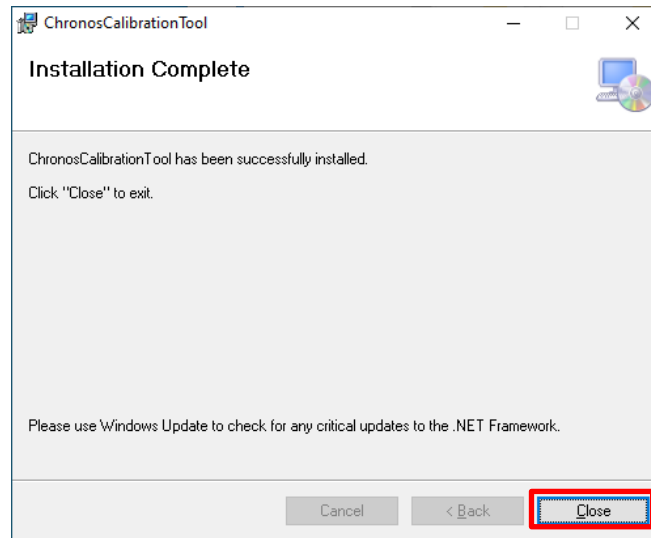 ChronosCalibrationTool
Installation Complete
ChronosCalibrationTool has been successfully installed.
Click "Close" to exit.
Please use Windows Update to check for any critical updates to the .NET Framework.
Cancel
< Back
Close